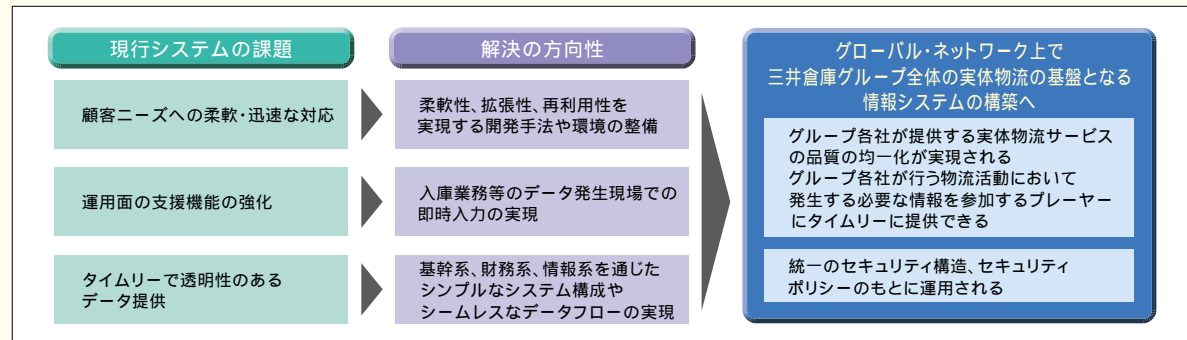 現行システムの課題
解決の方向性
顧客ニーズへの柔軟・迅速な対応
柔軟性、拡張性、再利用性を
実現する開発手法や環境の整備
運用面の支援機能の強化
入庫業務等のデータ発生現場での
即時入力の実現
タイムリーで透明性のある
データ提供
基幹系、財務系、情報系を通じた
シンプルなシステム構成や
シームレスなデータフローの実現
グローバル・ネットワーク上で
三井倉庫グループ全体の実体物流の基盤となる
情報システムの構築へ
グループ各社が提供する実体物流サービス
の品質の均一化が実現される
グループ各社が行う物流活動において
発生する必要な情報を参加するプレーヤー
にタイムリーに提供できる
統一のセキュリティ構造、セキュリティ
ポリシーのもとに運用される